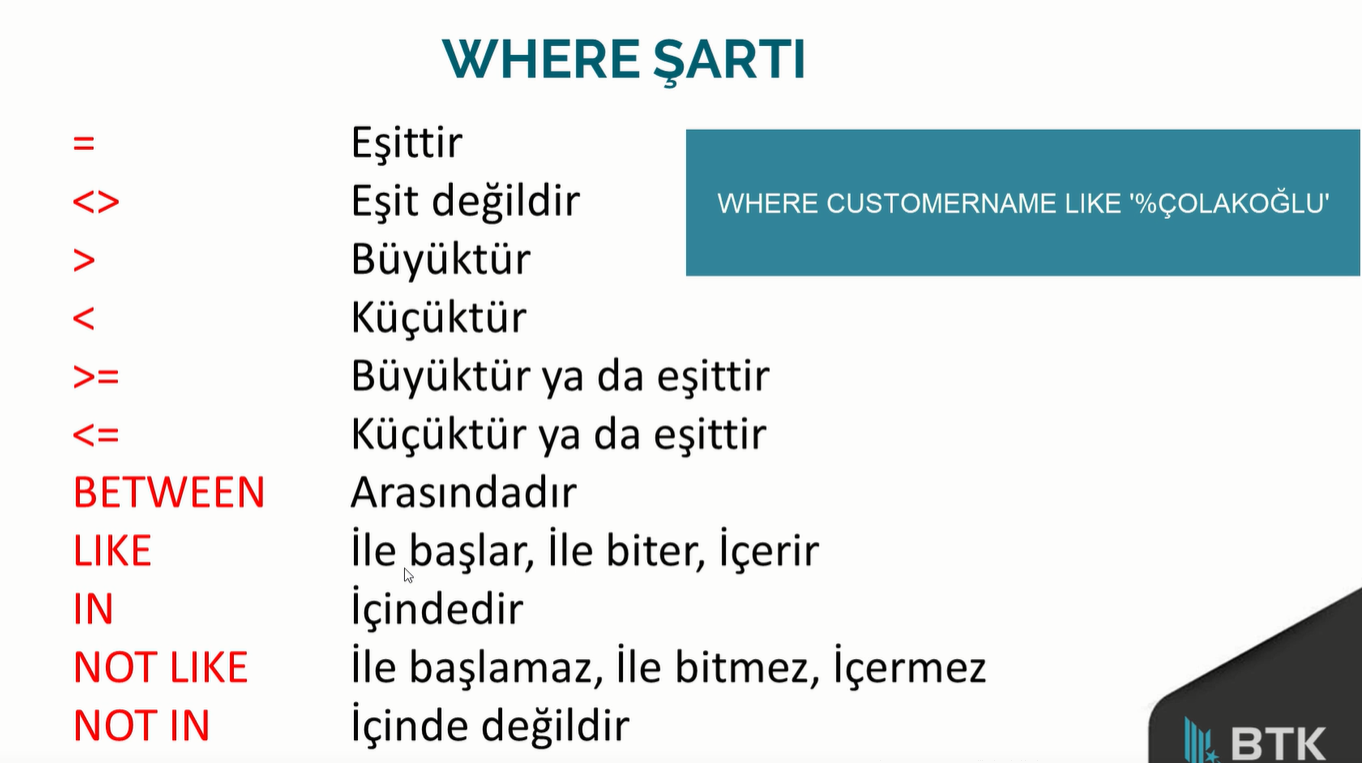 WHERE ŞARTI
= Eşittir
<> Eşit değildir
WHERE CUSTOMERNAME LIKE '%ÇOLAKOĞLU'
> Büyüktür
< Küçüktür
>= Büyüktür ya da eşittir
<= Küçüktür ya da eşittir
BETWEEN Arasındadır
LIKE İle başlar, İle biter, İçerir
IN İçindedir
NOT LIKE İle başlamaz, İle bitmez, İçermez
NOT IN İçinde değildir
BTK